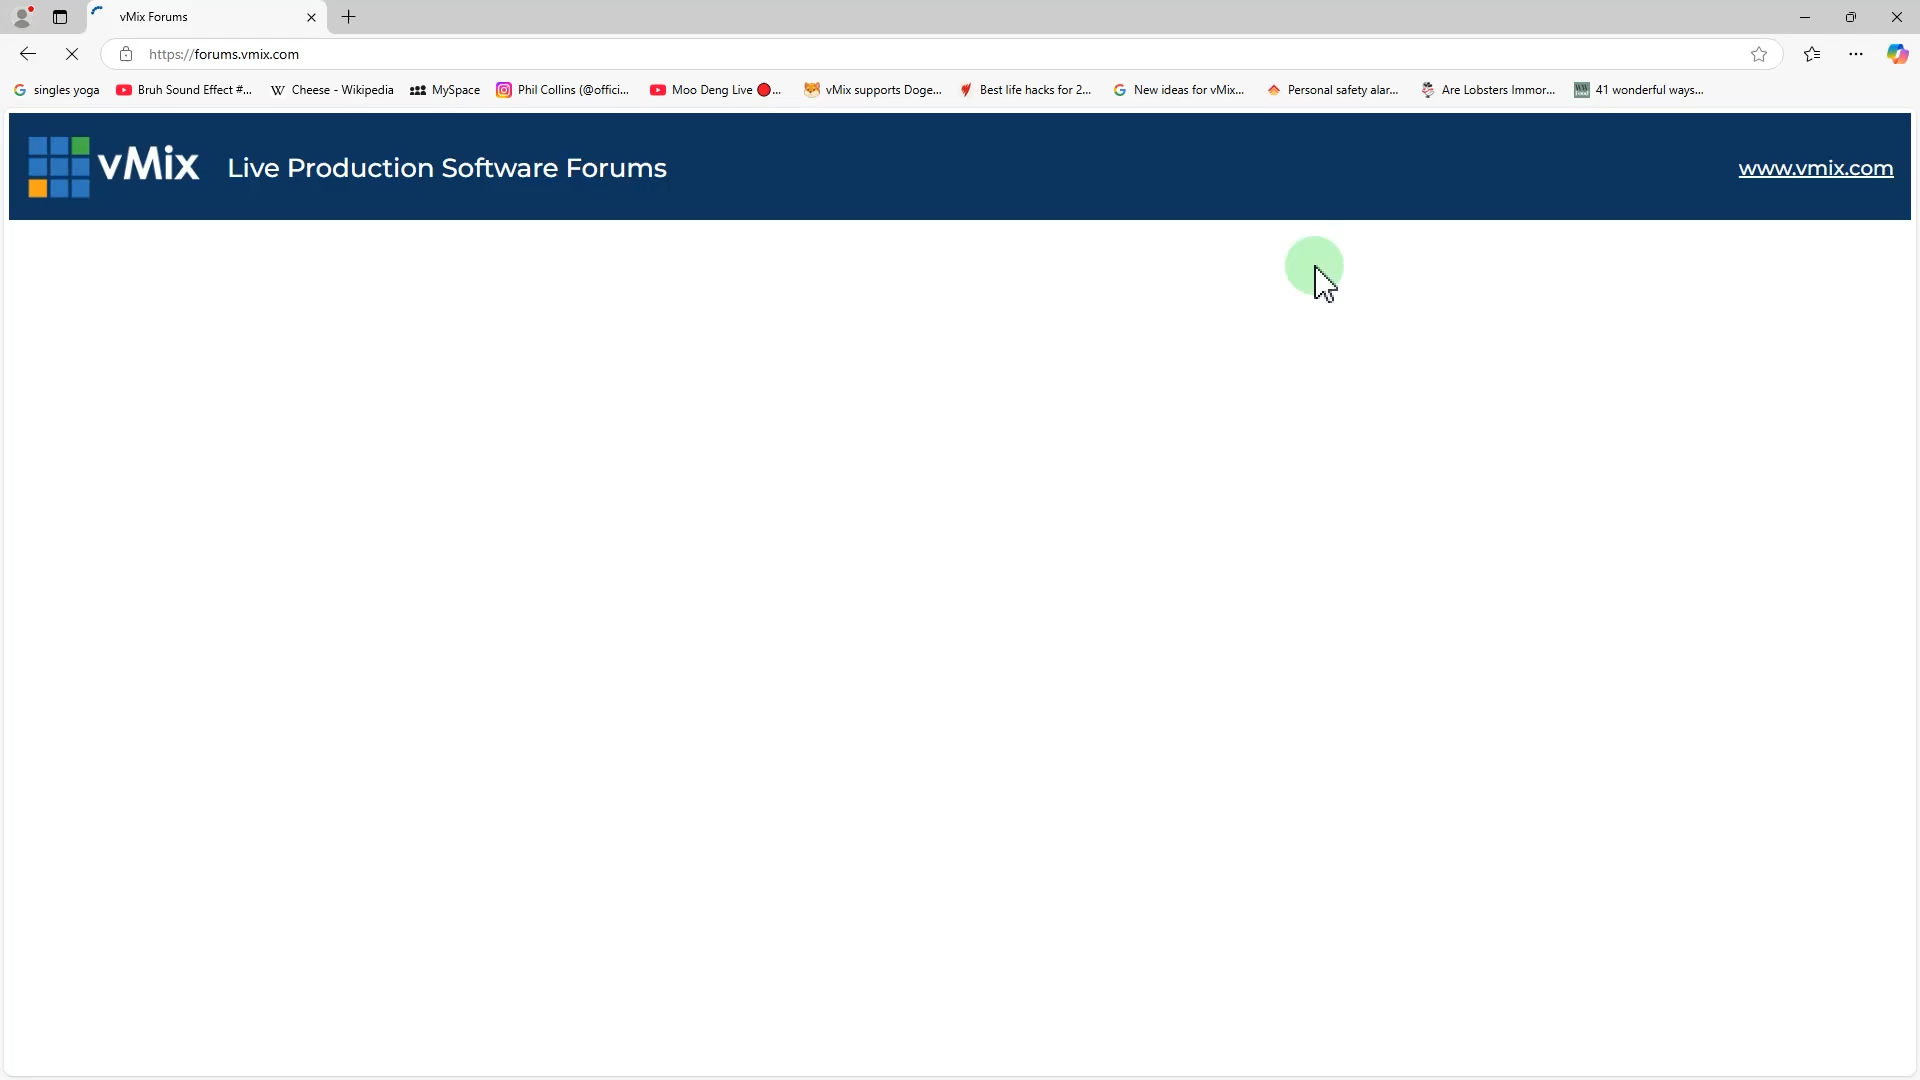 vMix Forums
https://forums.vmix.com
singles yoga
Bruh Sound Effect #...
Cheese - Wikipedia
MySpace
Phil Collins (@offici...
Moo Deng Live 🔴...
vMix supports Doge...
Best life hacks for 2...
New ideas for vMix...
Personal safety alar...
Are Lobsters Immor...
41 wonderful ways...
vMix Live Production Software Forums
www.vmix.com